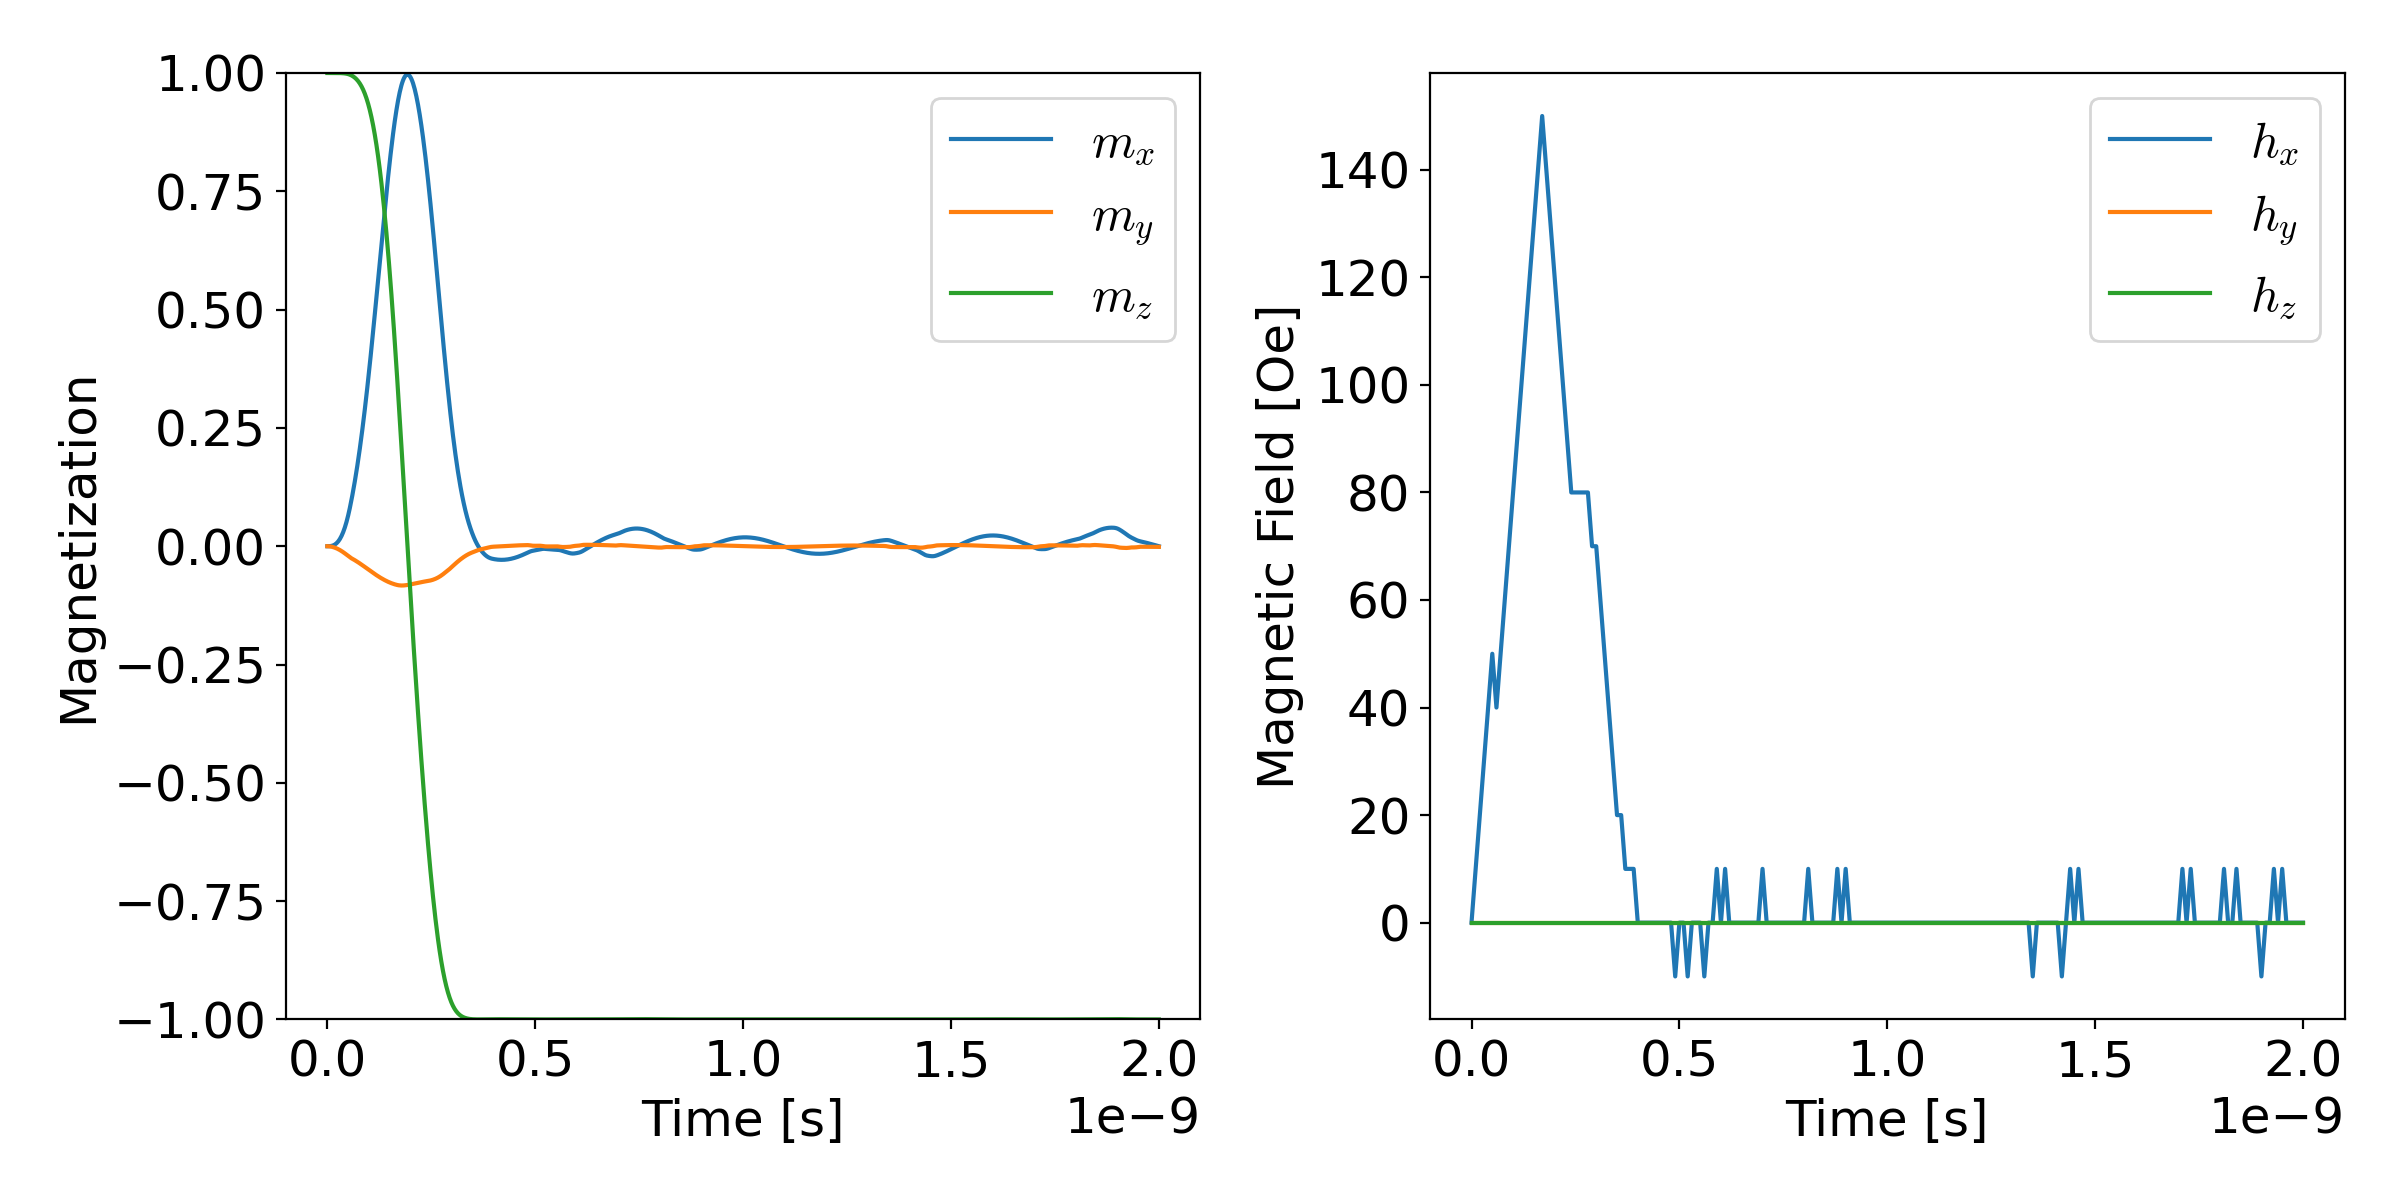 1.00
0.75
0.50
0.25
0.00
−0.25
−0.50
−0.75
−1.00
Magnetization
0.0 0.5 1.0 1.5 2.0
Time [s]
1e−9
m_x
m_y
m_z
140
120
100
80
60
40
20
0
Magnetic Field [Oe]
0.0 0.5 1.0 1.5 2.0
Time [s]
1e−9
h_x
h_y
h_z